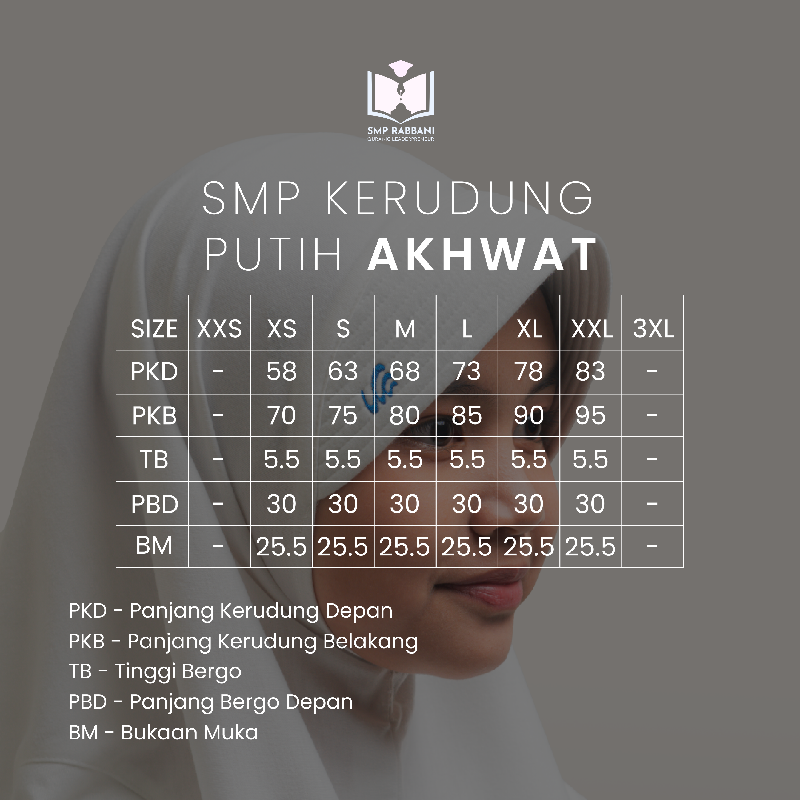 SMP RABBANI
QURANIC LEADERPRENEUR
SMP KERUDUNG
PUTIH AKHWAT
SIZE XXS XS S M L XL XXL 3XL
PKD - 58 63 68 73 78 83 -
PKB - 70 75 80 85 90 95 -
TB - 5.5 5.5 5.5 5.5 5.5 5.5 -
PBD - 30 30 30 30 30 30 -
BM - 25.5 25.5 25.5 25.5 25.5 25.5 -
PKD - Panjang Kerudung Depan
PKB - Panjang Kerudung Belakang
TB - Tinggi Bergo
PBD - Panjang Bergo Depan
BM - Bukaan Muka